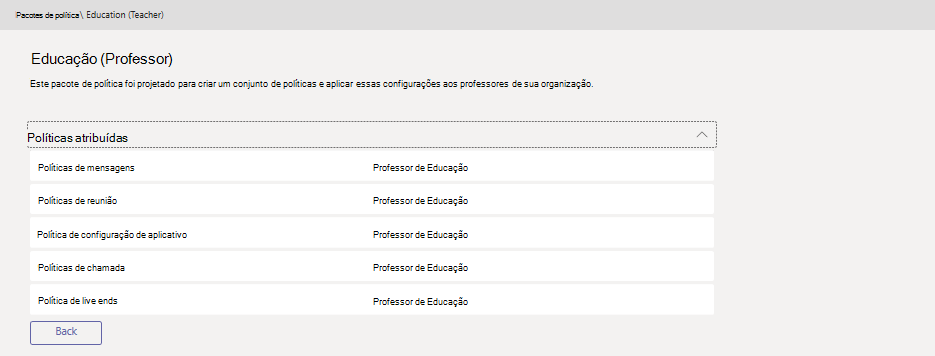 Pacotes de política\ Education (Teacher)
Educação (Professor)
Este pacote de política foi projetado para criar um conjunto de políticas e aplicar essas configurações aos professores de sua organização.
Políticas atribuídas
Políticas de mensagens Professor de Educação
Políticas de reunião Professor de Educação
Política de configuração de aplicativo Professor de Educação
Políticas de chamada Professor de Educação
Política de live ends Professor de Educação
Back